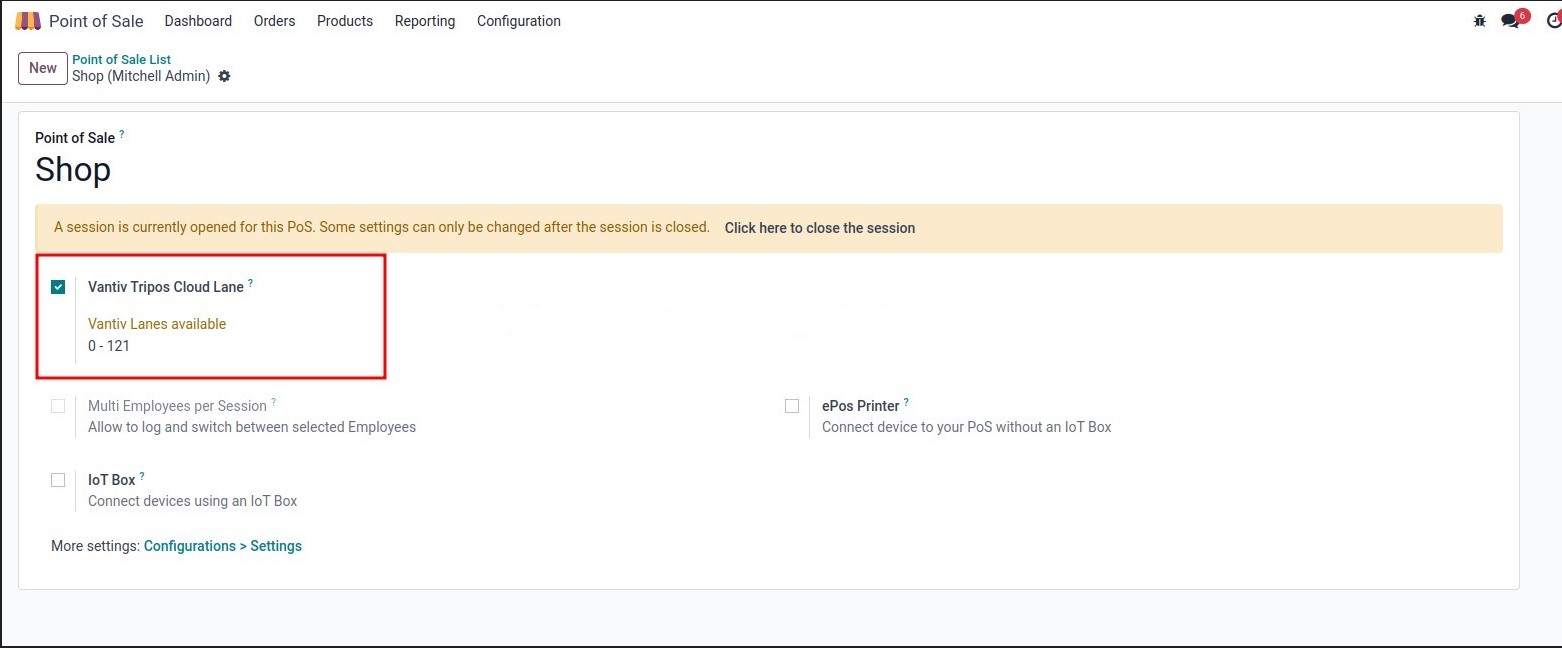 Point of Sale Dashboard Orders Products Reporting Configuration 6
New
Point of Sale List
Shop (Mitchell Admin)
Point of Sale ?
Shop
A session is currently opened for this PoS. Some settings can only be changed after the session is closed. Click here to close the session
Vantiv Tripos Cloud Lane ?
Vantiv Lanes available
0 - 121
Multi Employees per Session ?
Allow to log and switch between selected Employees
ePos Printer ?
Connect device to your PoS without an IoT Box
IoT Box ?
Connect devices using an IoT Box
More settings: Configurations > Settings